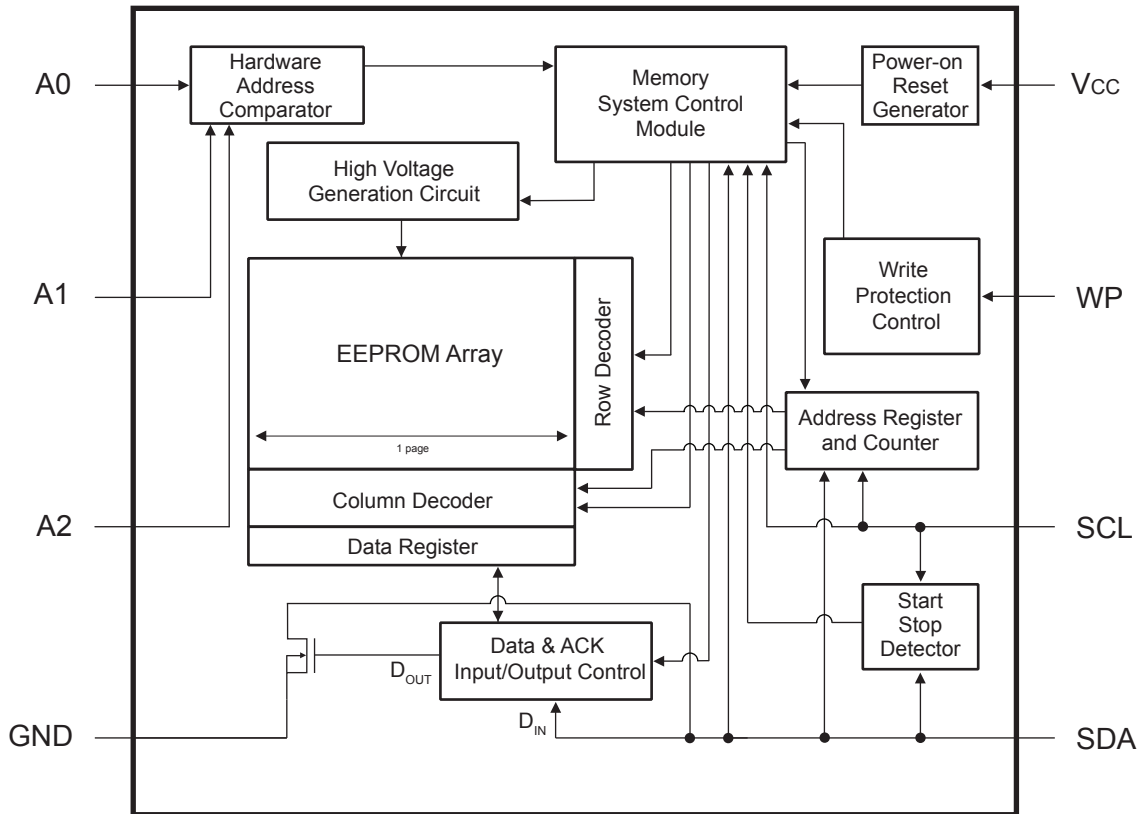 A0
Hardware
Address
Comparator
Memory
System Control
Module
Power-on
Reset
Generator
VCC
High Voltage
Generation Circuit
A1
EEPROM Array
1 page
Row Decoder
Write
Protection
Control
WP
Address Register
and Counter
Column Decoder
A2
Data Register
SCL
Start
Stop
Detector
Data & ACK
Input/Output Control
DOUT
DIN
GND
SDA